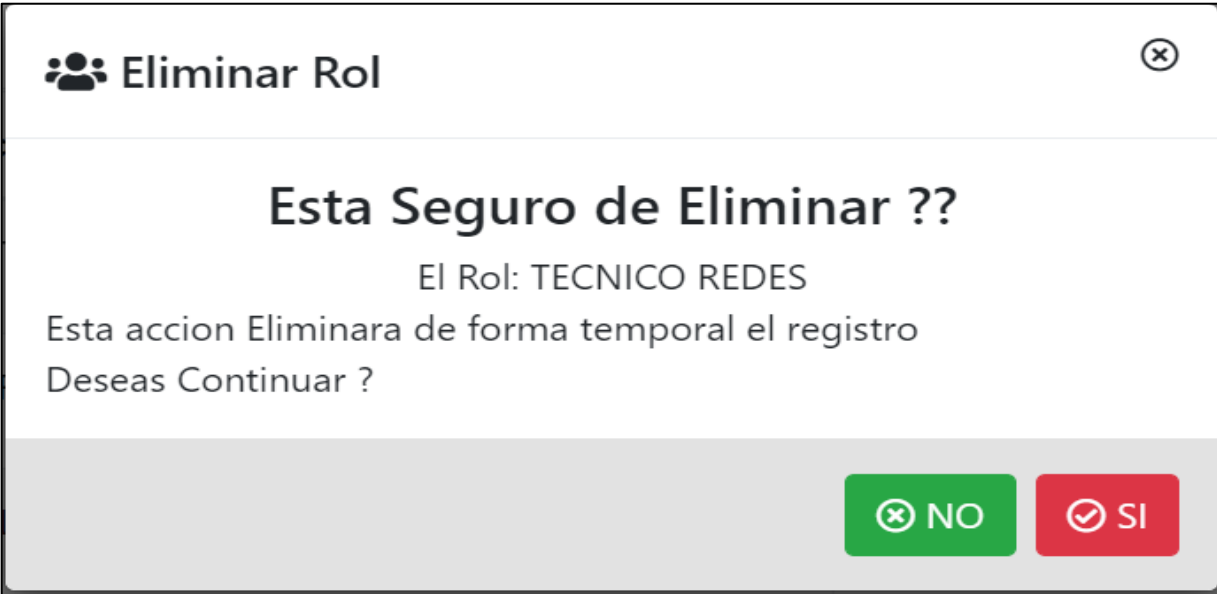 Eliminar Rol
Esta Seguro de Eliminar ??
El Rol: TECNICO REDES
Esta accion Eliminara de forma temporal el registro
Deseas Continuar ?
NO
SI